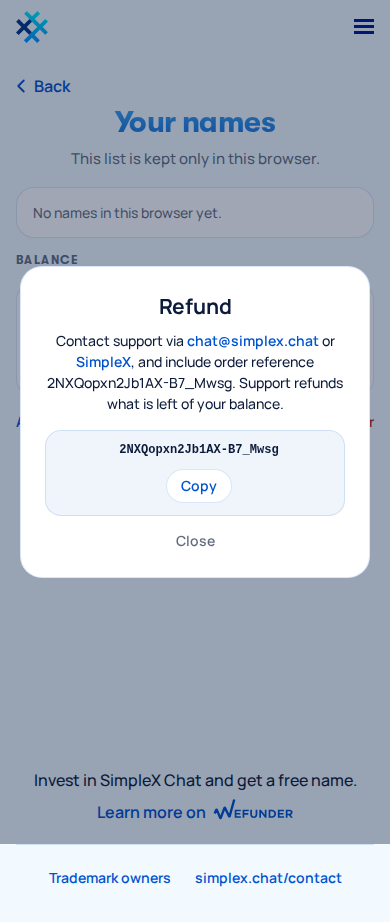 Back
Your names
This list is kept only in this browser.
No names in this browser yet.
BALANCE
Refund
Contact support via chat@simplex.chat or
SimpleX, and include order reference
2NXQopxn2Jb1AX-B7_Mwsg. Support refunds
what is left of your balance.
2NXQopxn2Jb1AX-B7_Mwsg
Copy
Close
Invest in SimpleX Chat and get a free name.
Learn more on WEFUNDER
Trademark owners simplex.chat/contact